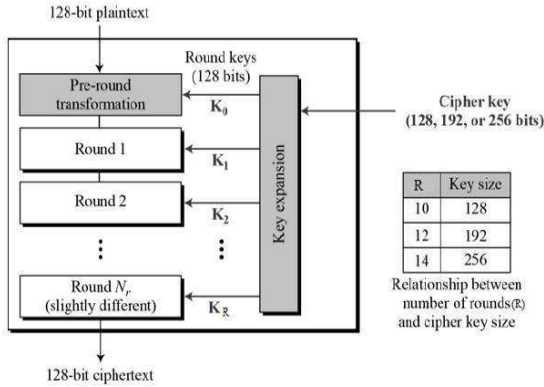 128-bit plaintext
Round keys
(128 bits)
Pre-round
transformation
K0
Cipher key
(128, 192, or 256 bits)
Round 1
K1
Round 2
K2
Key expansion
R Key size
10 128
12 192
14 256
Relationship between
number of rounds(R)
and cipher key size
Round Nr
(slightly different)
KR
128-bit ciphertext